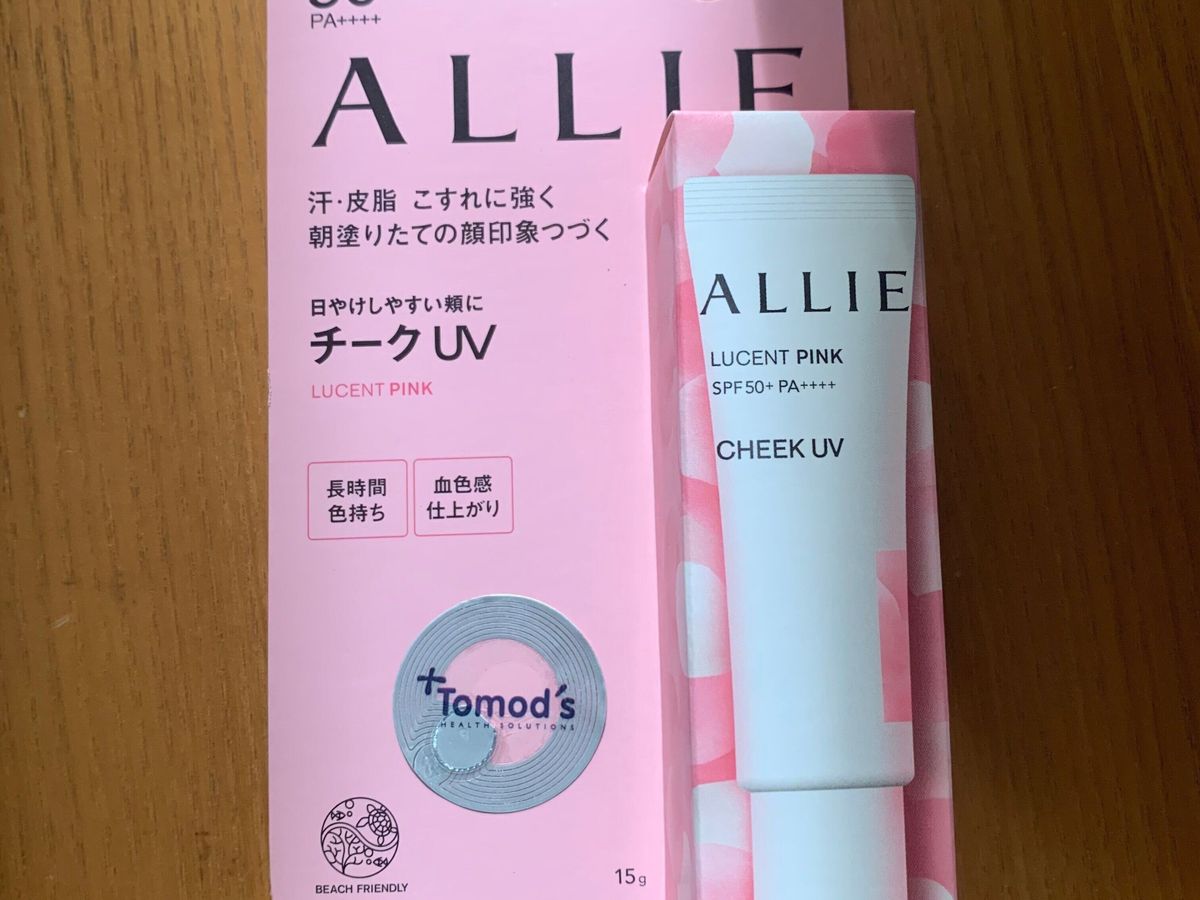 PA++++
ALLIE
汗・皮脂 こすれに強く
朝塗りたての顔印象つづく
日やけしやすい頬に
チークUV
LUCENT PINK
長時間
色持ち
血色感
仕上がり
+Tomod's
HEALTH SOLUTIONS
BEACH FRIENDLY
15g
ALLIE
LUCENT PINK
SPF50+ PA++++
CHEEK UV